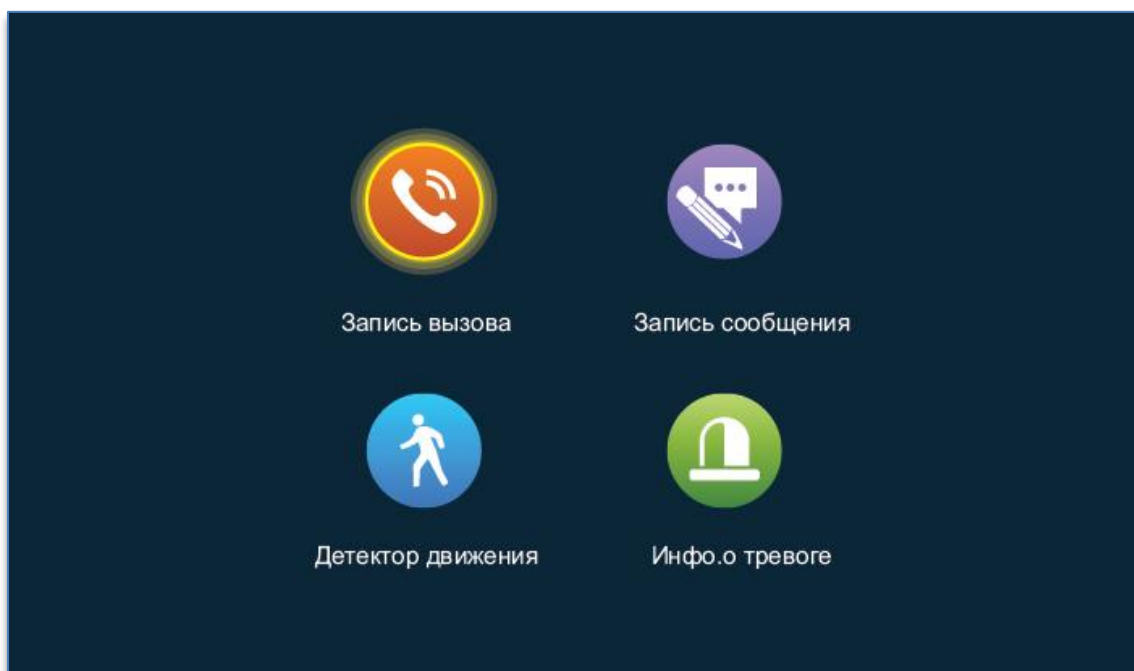 Запись вызова
Запись сообщения
Детектор движения
Инфо.о тревоге